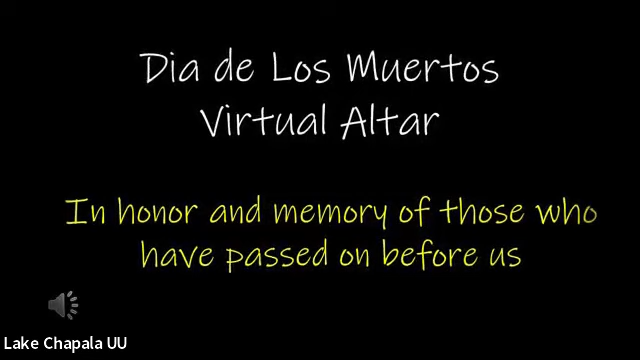 Dia de Los Muertos
Virtual Altar
In honor and memory of those who
have passed on before us
Lake Chapala UU